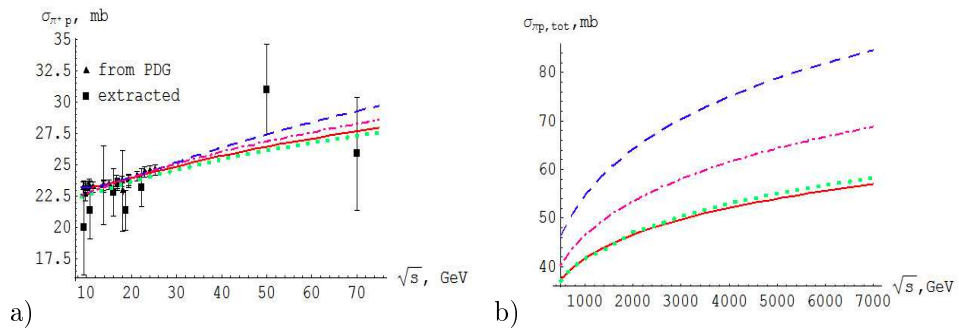 σπ⁺p, mb
35
32.5
30
27.5
25
22.5
20
17.5
▲ from PDG
■ extracted
10 20 30 40 50 60 70
√s, GeV
a)
σπp,tot,mb
80
70
60
50
40
1000 2000 3000 4000 5000 6000 7000
√s,GeV
b)